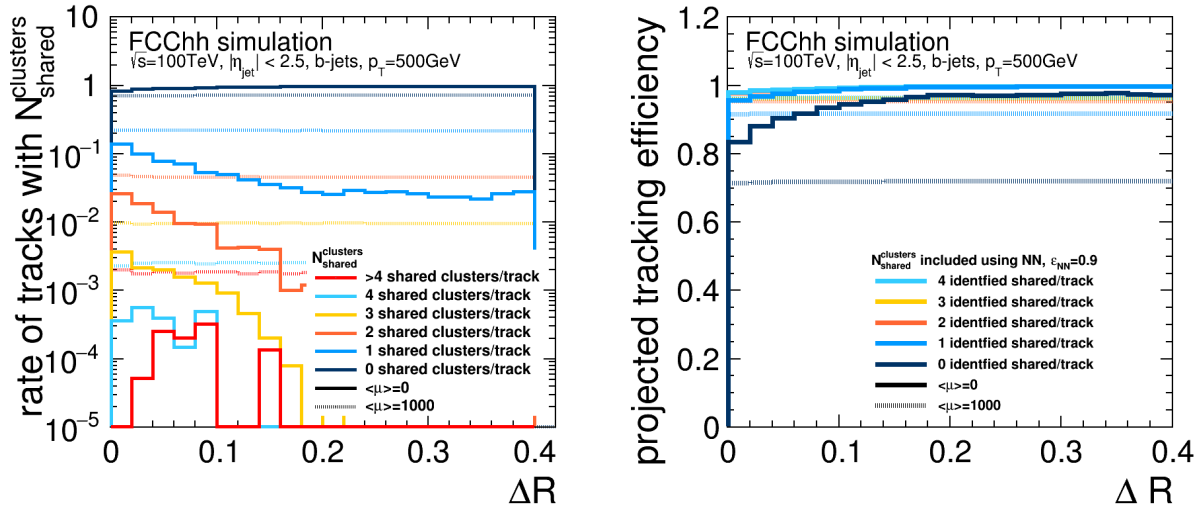 rate of tracks with N^clusters_shared
10
1
10^−1
10^−2
10^−3
10^−4
10^−5
FCChh simulation
√s=100TeV, |η_jet| < 2.5, b-jets, p_T=500GeV
N^clusters_shared
>4 shared clusters/track
4 shared clusters/track
3 shared clusters/track
2 shared clusters/track
1 shared clusters/track
0 shared clusters/track
<μ>=0
<μ>=1000
0 0.1 0.2 0.3 0.4
ΔR
projected tracking efficiency
1.2
1
0.8
0.6
0.4
0.2
0
FCChh simulation
√s=100TeV, |η_jet| < 2.5, b-jets, p_T=500GeV
N^clusters_shared included using NN, ε_NN=0.9
4 identfied shared/track
3 identfied shared/track
2 identfied shared/track
1 identfied shared/track
0 identfied shared/track
<μ>=0
<μ>=1000
0 0.1 0.2 0.3 0.4
Δ R